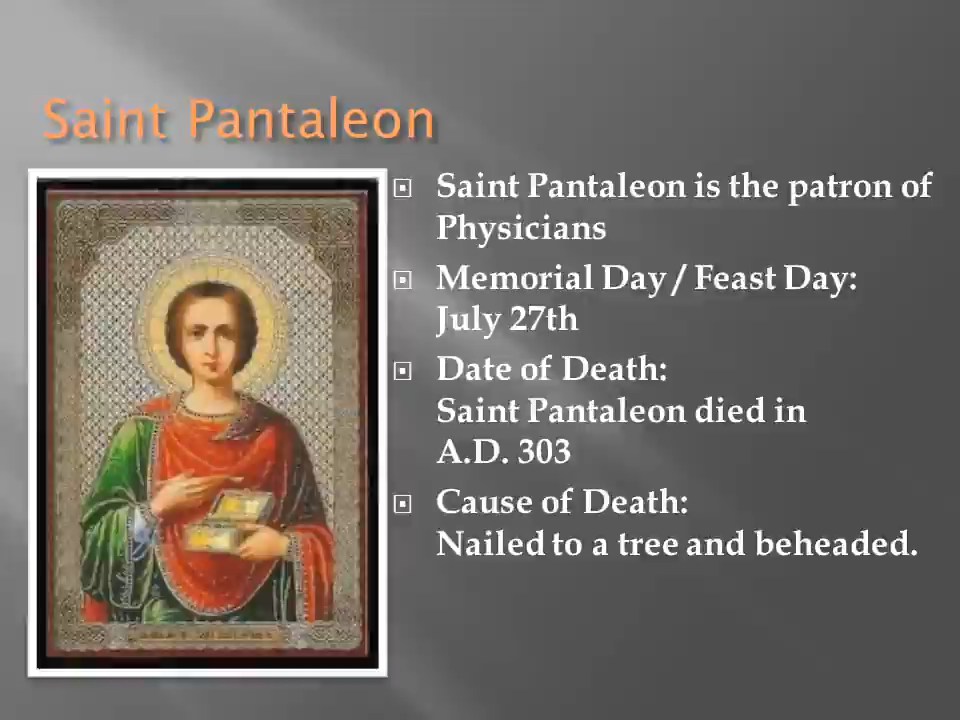 Saint Pantaleon
Saint Pantaleon is the patron of
Physicians
Memorial Day / Feast Day:
July 27th
Date of Death:
Saint Pantaleon died in
A.D. 303
Cause of Death:
Nailed to a tree and beheaded.